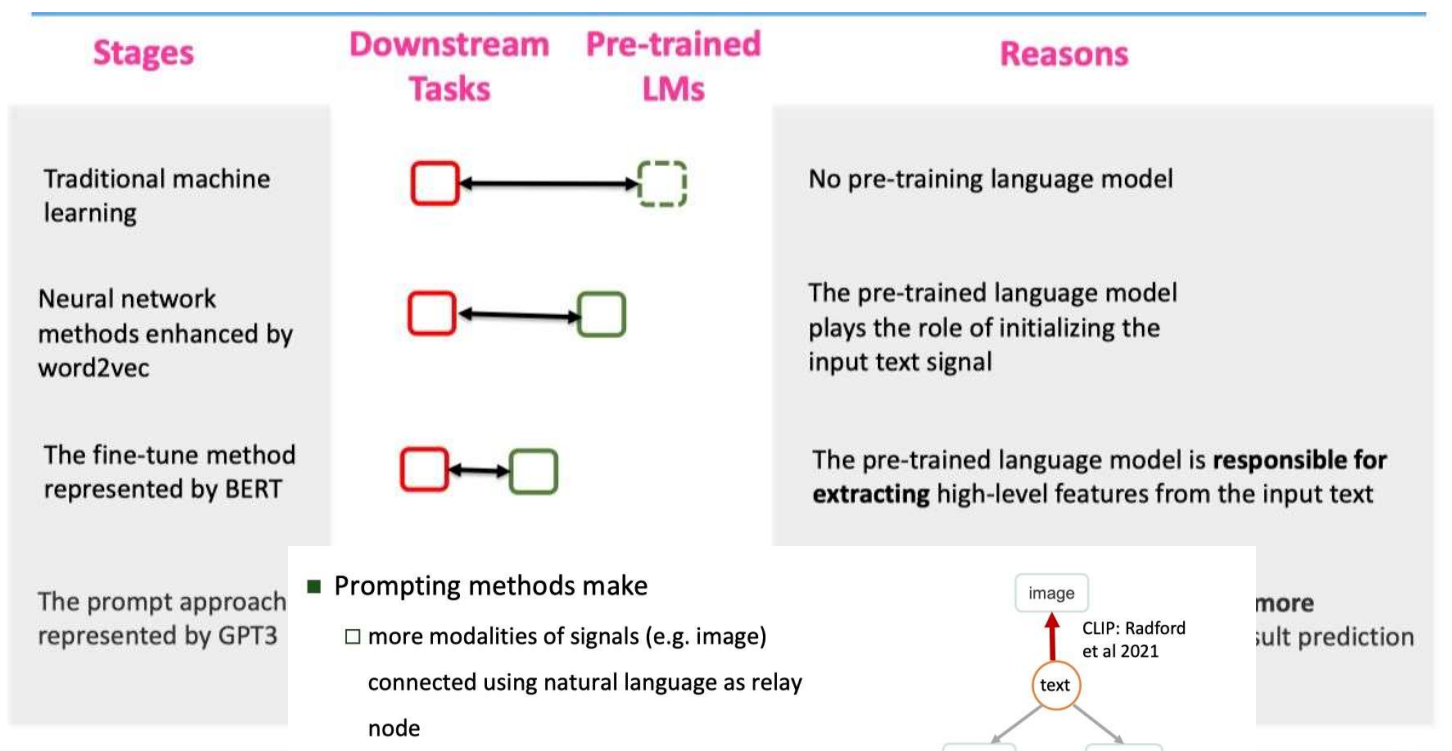 Stages
Downstream
Tasks
Pre-trained
LMs
Reasons
Traditional machine
learning
No pre-training language model
Neural network
methods enhanced by
word2vec
The pre-trained language model
plays the role of initializing the
input text signal
The fine-tune method
represented by BERT
The pre-trained language model is responsible for
extracting high-level features from the input text
The prompt approach
represented by GPT3
more
prediction
Prompting methods make
more modalities of signals (e.g. image)
connected using natural language as relay
node
image
CLIP: Radford
et al 2021
text